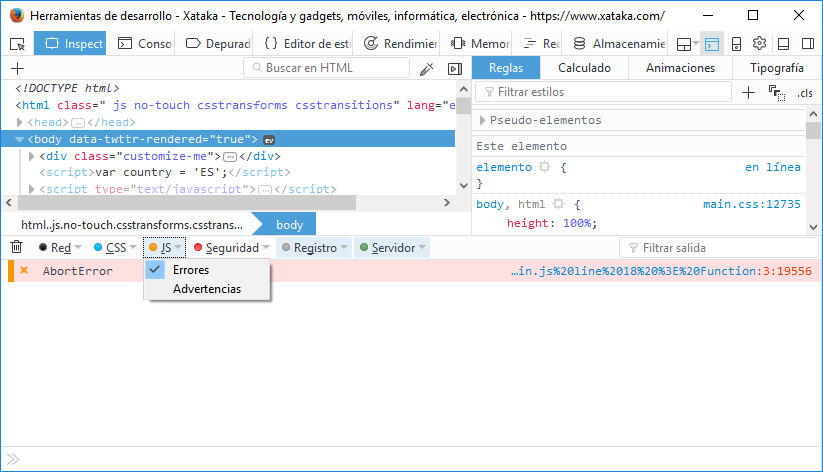 Herramientas de desarrollo - Xataka - Tecnología y gadgets, móviles, informática, electrónica - https://www.xataka.com/
Inspect Conso Depurad Editor de esti Rendimier Memor Rec Almacenamie
Buscar en HTML
Reglas Calculado Animaciones Tipografía
Filtrar estilos .cls
<!DOCTYPE html>
<html class=" js no-touch csstransforms csstransitions" lang="e
<head></head>
<body data-twttr-rendered="true"> ev
<div class="customize-me"></div>
<script>var country = 'ES';</script>
<script type="text/javascript"></script>
Pseudo-elementos
Este elemento
elemento { en línea
}
body, html { main.css:12735
height: 100%;
html..js.no-touch.csstransforms.csstrans... body
Red CSS JS Seguridad Registro Servidor Filtrar salida
Errores
Advertencias
AbortError …in.js%20line%2018%20%3E%20Function:3:19556